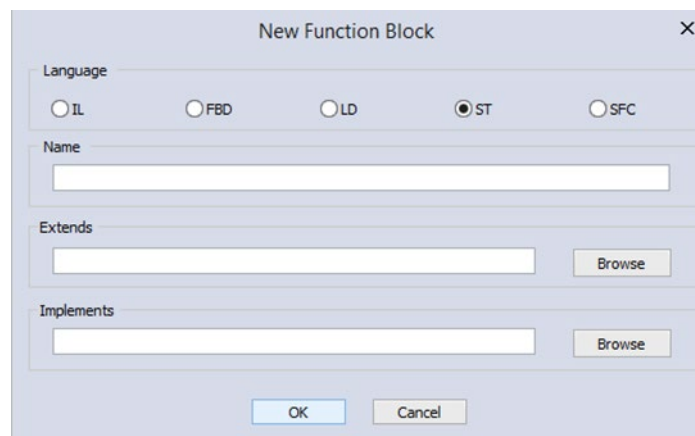 New Function Block
Language
IL FBD LD ST SFC
Name
Extends
Browse
Implements
Browse
OK Cancel